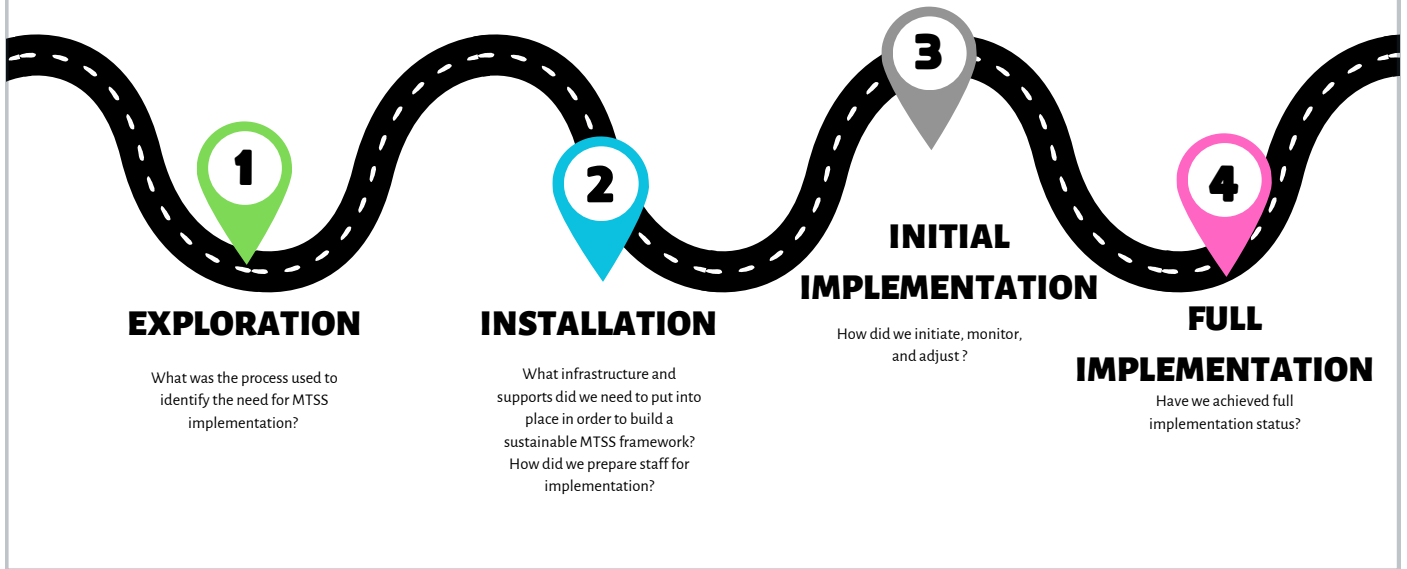 1
EXPLORATION
What was the process used to
identify the need for MTSS
implementation?
2
INSTALLATION
What infrastructure and
supports did we need to put into
place in order to build a
sustainable MTSS framework?
How did we prepare staff for
implementation?
3
INITIAL
IMPLEMENTATION
How did we initiate, monitor,
and adjust ?
4
FULL
IMPLEMENTATION
Have we achieved full
implementation status?